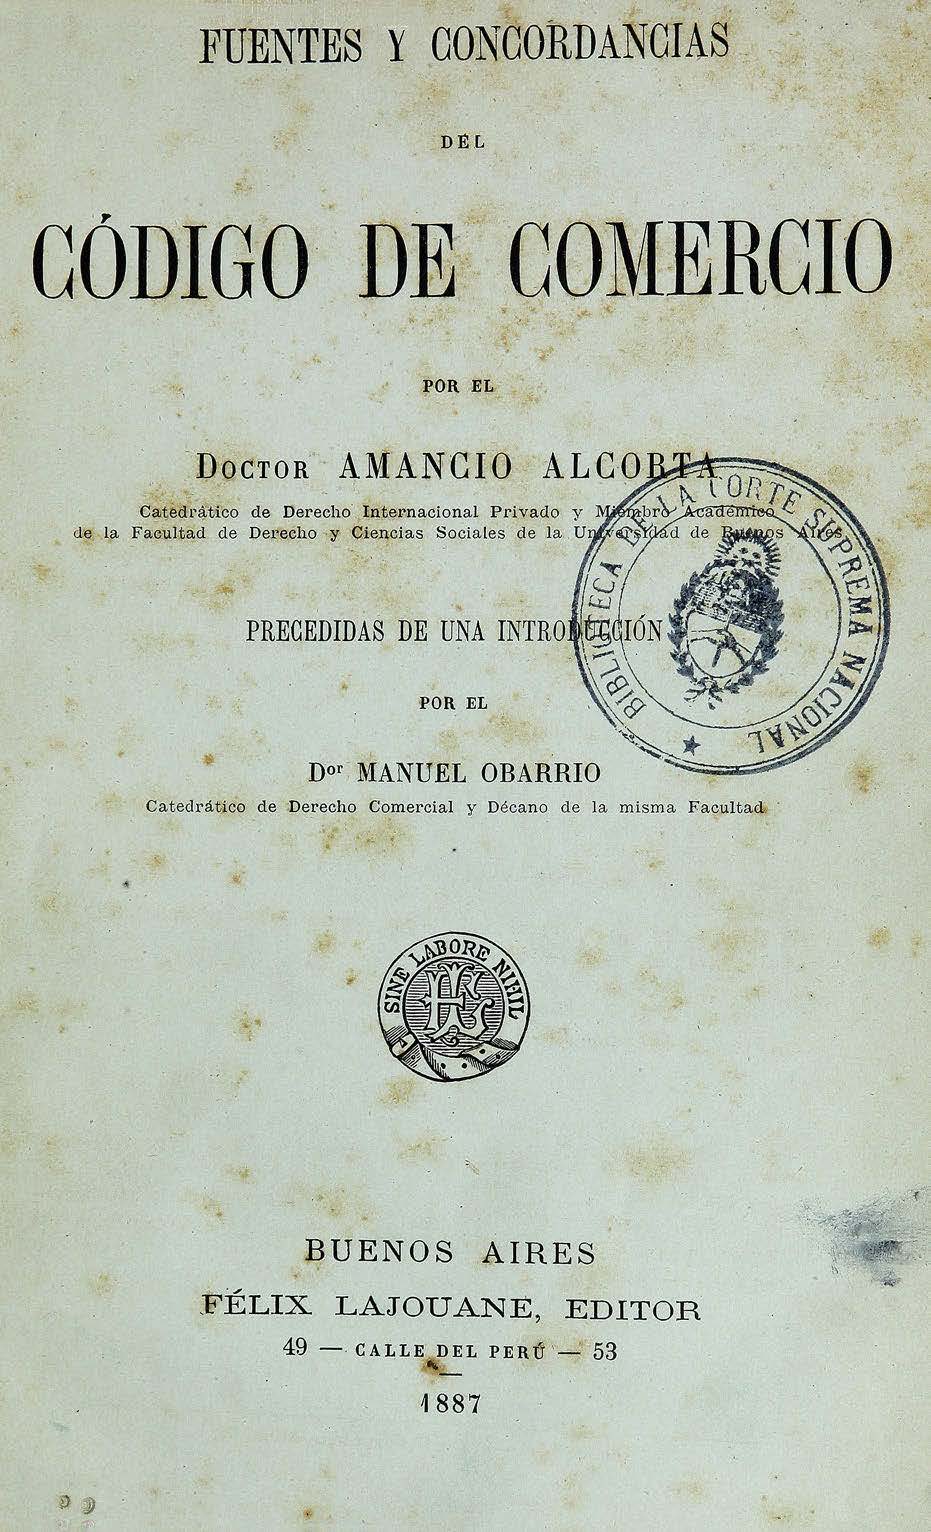 FUENTES Y CONCORDANCIAS
DEL
CÓDIGO DE COMERCIO
POR EL
DOCTOR AMANCIO ALCORTA
Catedrático de Derecho Internacional Privado y Miembro Académico
de la Facultad de Derecho y Ciencias Sociales de la Universidad de Buenos Aires
BIBLIOTECA DE LA CORTE SUPREMA NACIONAL
PRECEDIDAS DE UNA INTRODUCCIÓN
POR EL
Dor MANUEL OBARRIO
Catedrático de Derecho Comercial y Décano de la misma Facultad
SINE LABORE NIHIL
FL
BUENOS AIRES
FÉLIX LAJOUANE, EDITOR
49 — CALLE DEL PERÚ — 53
1887